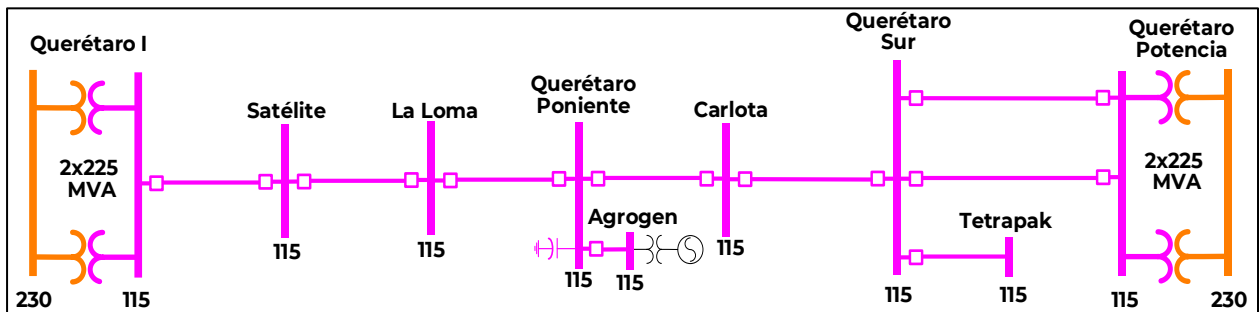 Querétaro I
Satélite
La Loma
Querétaro
Poniente
Carlota
Querétaro
Sur
Querétaro
Potencia
2x225
MVA
2x225
MVA
Agrogen
Tetrapak
230
115
115
115
115
115
115
115
115
115
230